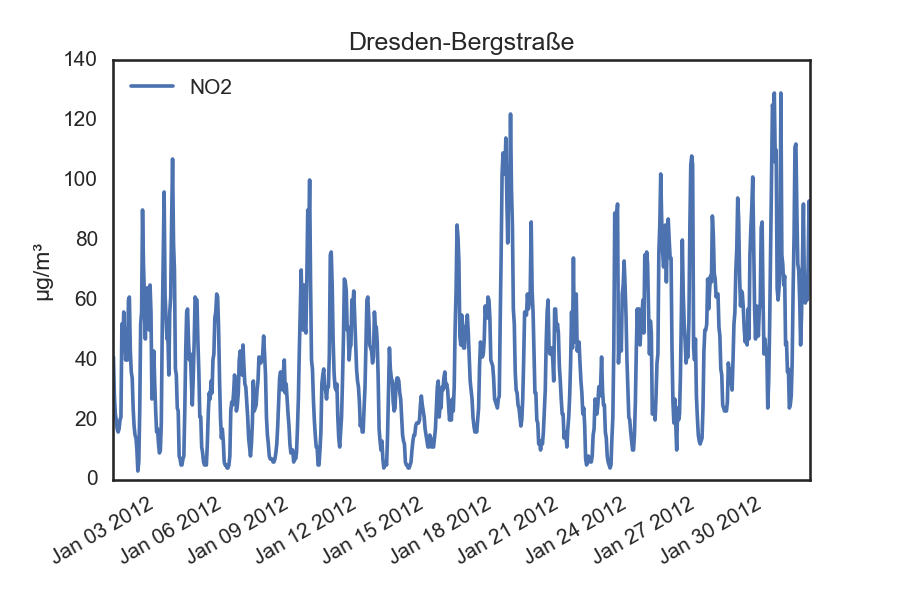 Dresden-Bergstraße
NO2
µg/m³
140
120
100
80
60
40
20
0
Jan 03 2012
Jan 06 2012
Jan 09 2012
Jan 12 2012
Jan 15 2012
Jan 18 2012
Jan 21 2012
Jan 24 2012
Jan 27 2012
Jan 30 2012